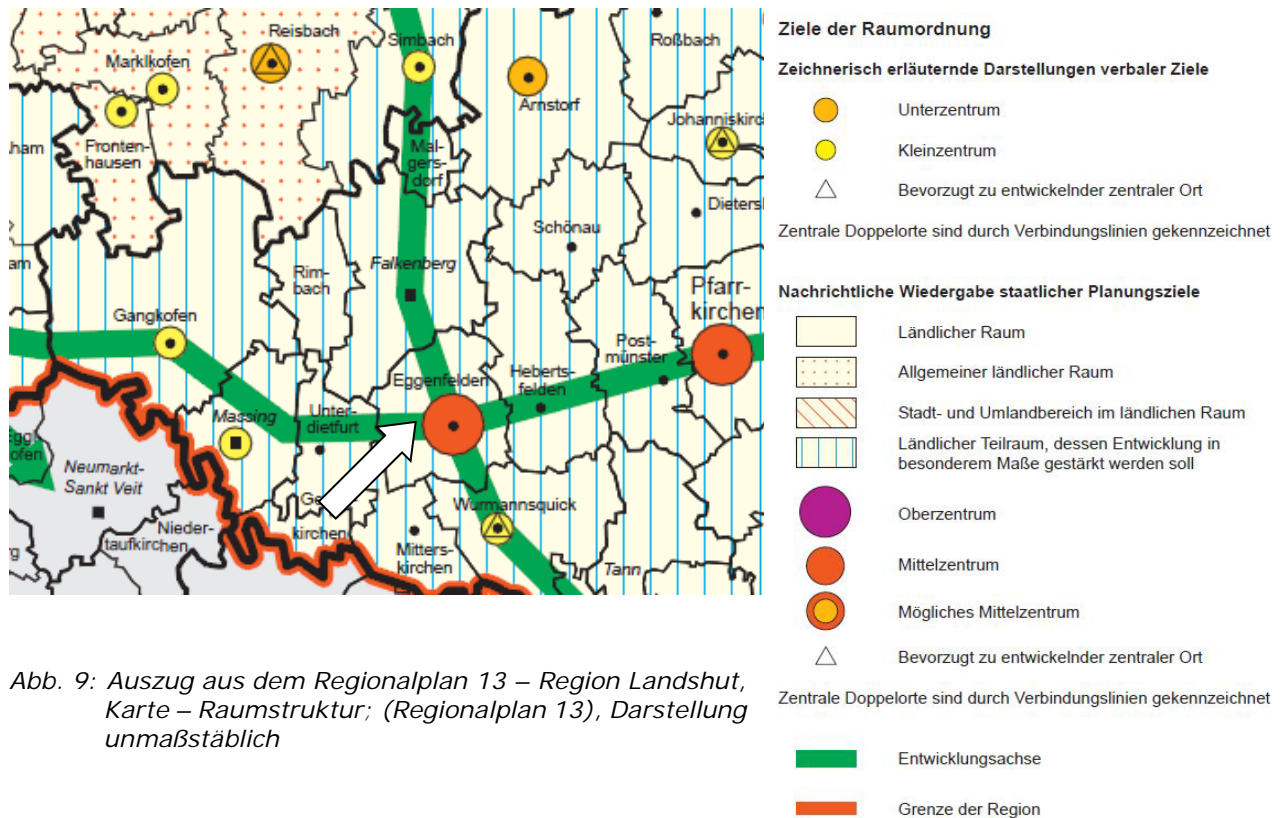 Reisbach
Simbach
Roßbach
Marklkofen
Arnstorf
Johanniskirc
ham
Fronten-
hausen
Mal-
gers-
dorf
Dieters
Schönau
am
Rim-
bach
Falkenberg
Pfarr-
kirchen
Gangkofen
Post-
münster
Eggenfelden
Heberts-
felden
Massing
Unter-
dietfurt
Eggl
ofen
Neumarkt-
Sankt Veit
Ge
kirchen
Wurmannsquick
Nieder-
taufkirchen
Mitters-
kirchen
Tann
g
Abb. 9: Auszug aus dem Regionalplan 13 – Region Landshut,
Karte – Raumstruktur; (Regionalplan 13), Darstellung
unmaßstäblich
Ziele der Raumordnung
Zeichnerisch erläuternde Darstellungen verbaler Ziele
Unterzentrum
Kleinzentrum
Bevorzugt zu entwickelnder zentraler Ort
Zentrale Doppelorte sind durch Verbindungslinien gekennzeichnet
Nachrichtliche Wiedergabe staatlicher Planungsziele
Ländlicher Raum
Allgemeiner ländlicher Raum
Stadt- und Umlandbereich im ländlichen Raum
Ländlicher Teilraum, dessen Entwicklung in
besonderem Maße gestärkt werden soll
Oberzentrum
Mittelzentrum
Mögliches Mittelzentrum
Bevorzugt zu entwickelnder zentraler Ort
Zentrale Doppelorte sind durch Verbindungslinien gekennzeichnet
Entwicklungsachse
Grenze der Region